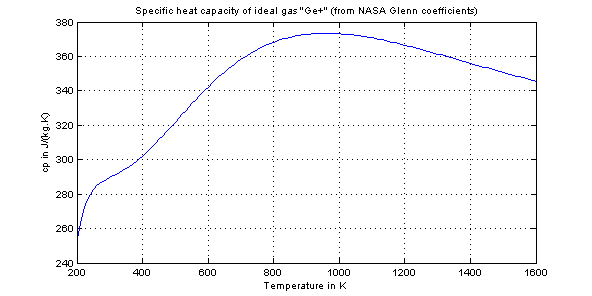 Specific heat capacity of ideal gas "Ge+" (from NASA Glenn coefficients)
380
360
340
320
300
280
260
240
cp in J/(kg.K)
200 400 600 800 1000 1200 1400 1600
Temperature in K